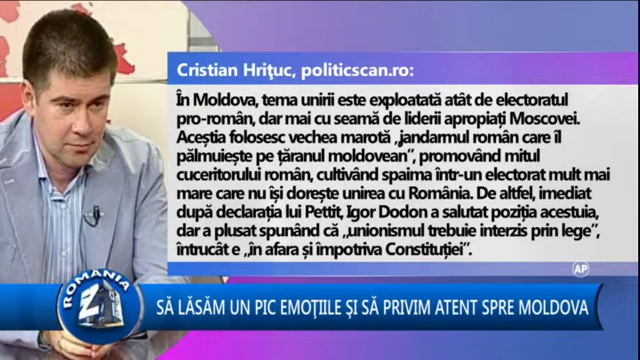 Cristian Hriţuc, politicscan.ro:
În Moldova, tema unirii este exploatată atât de electoratul
pro-român, dar mai cu seamă de liderii apropiați Moscovei.
Aceștia folosesc vechea marotă „jandarmul român care îl
pălmuiește pe țăranul moldovean”, promovând mitul
cuceritorului român, cultivând spaima într-un electorat mult mai
mare care nu își dorește unirea cu România. De altfel, imediat
după declarația lui Pettit, Igor Dodon a salutat poziția acestuia,
dar a plusat spunând că „unionismul trebuie interzis prin lege”,
întrucât e „în afara și împotriva Constituției”.
AP
ROMANIA
Z
SĂ LĂSĂM UN PIC EMOŢIILE ŞI SĂ PRIVIM ATENT SPRE MOLDOVA